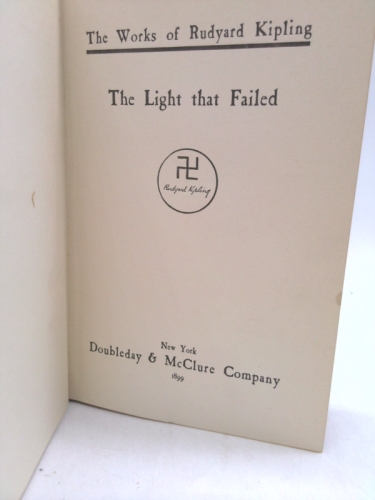 The Works of Rudyard Kipling
The Light that Failed
Rudyard Kipling
New York
Doubleday & McClure Company
1899